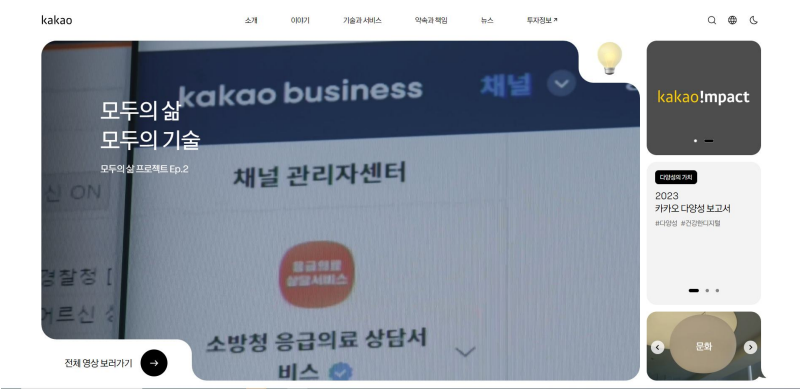 kakao
소개
이야기
기술과 서비스
약속과 책임
뉴스
투자정보
모두의 삶
모두의 기술
모두의 삶 프로젝트 Ep.2
kakao business
채널
채널 관리자센터
신 ON
경찰청 [
어르신
응급의료
상담서비스
소방청 응급의료 상담서
비스
전체 영상 보러가기
kakao!mpact
다양성의 가치
2023
카카오 다양성 보고서
#다양성 #건강한디지털
문화